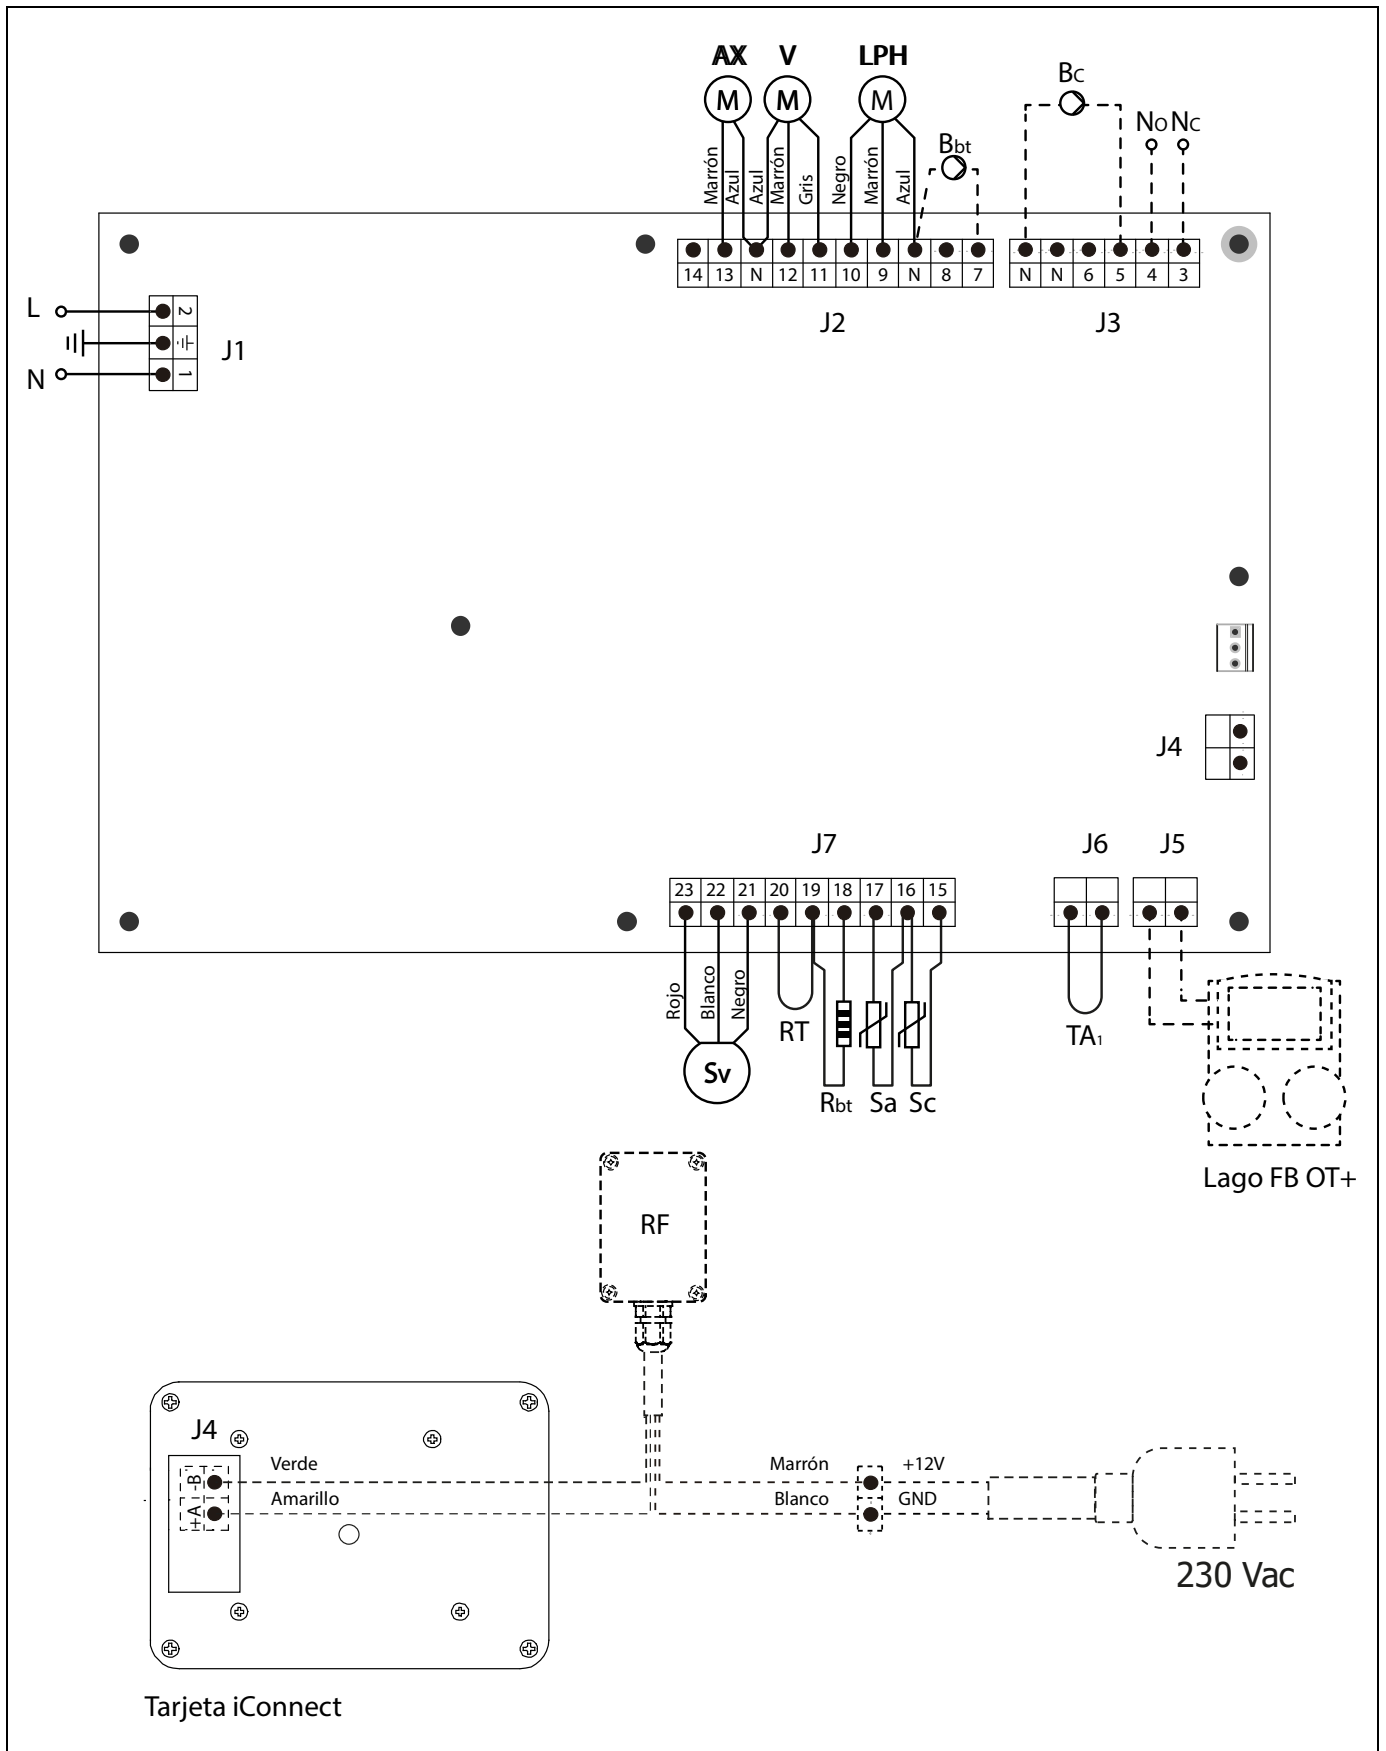 AX V LPH
M M M
Bc
No Nc
Bbt
Marrón
Azul
Azul
Marrón
Gris
Negro
Marrón
Azul
14 13 N 12 11 10 9 N 8 7
N N 6 5 4 3
J2
J3
L
N
2
1
J1
J4
J7
J6
J5
23 22 21 20 19 18 17 16 15
Rojo
Blanco
Negro
Sv
RT
Rbt
Sa
Sc
TA1
Lago FB OT+
RF
J4
-B
+A
Verde
Amarillo
Marrón
Blanco
+12V
GND
230 Vac
Tarjeta iConnect